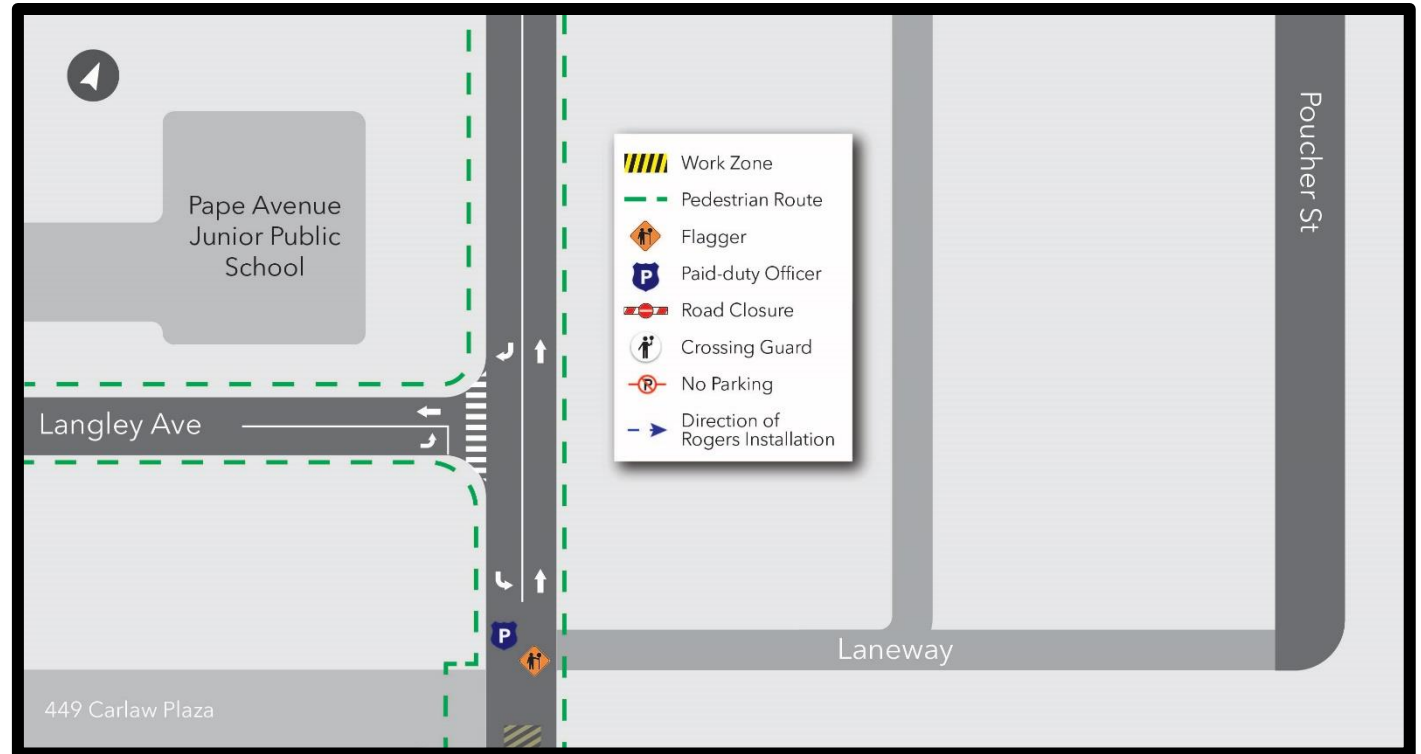 Pape Avenue
Junior Public
School
Work Zone
Pedestrian Route
Flagger
P
Paid-duty Officer
Road Closure
Crossing Guard
P
No Parking
Direction of
Rogers Installation
Poucher St
Langley Ave
P
Laneway
449 Carlaw Plaza